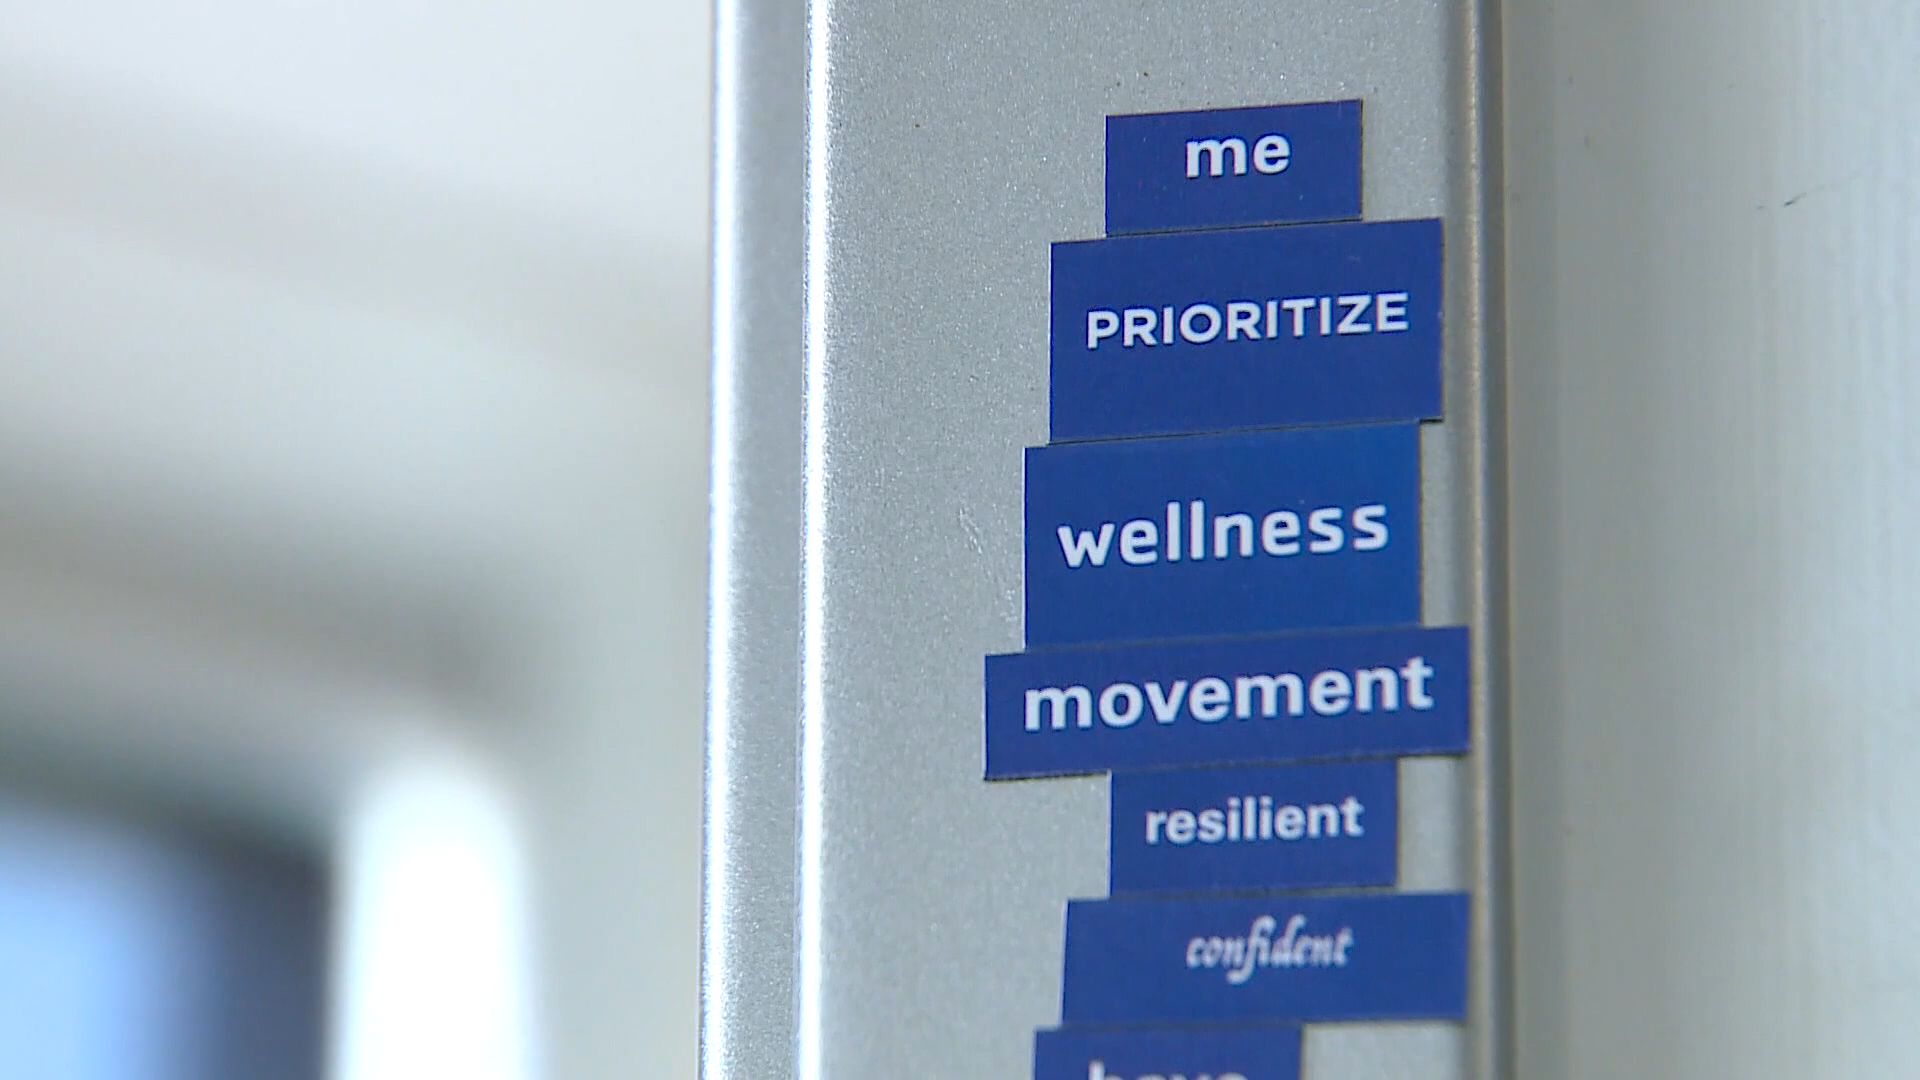 me
PRIORITIZE
wellness
movement
resilient
confident